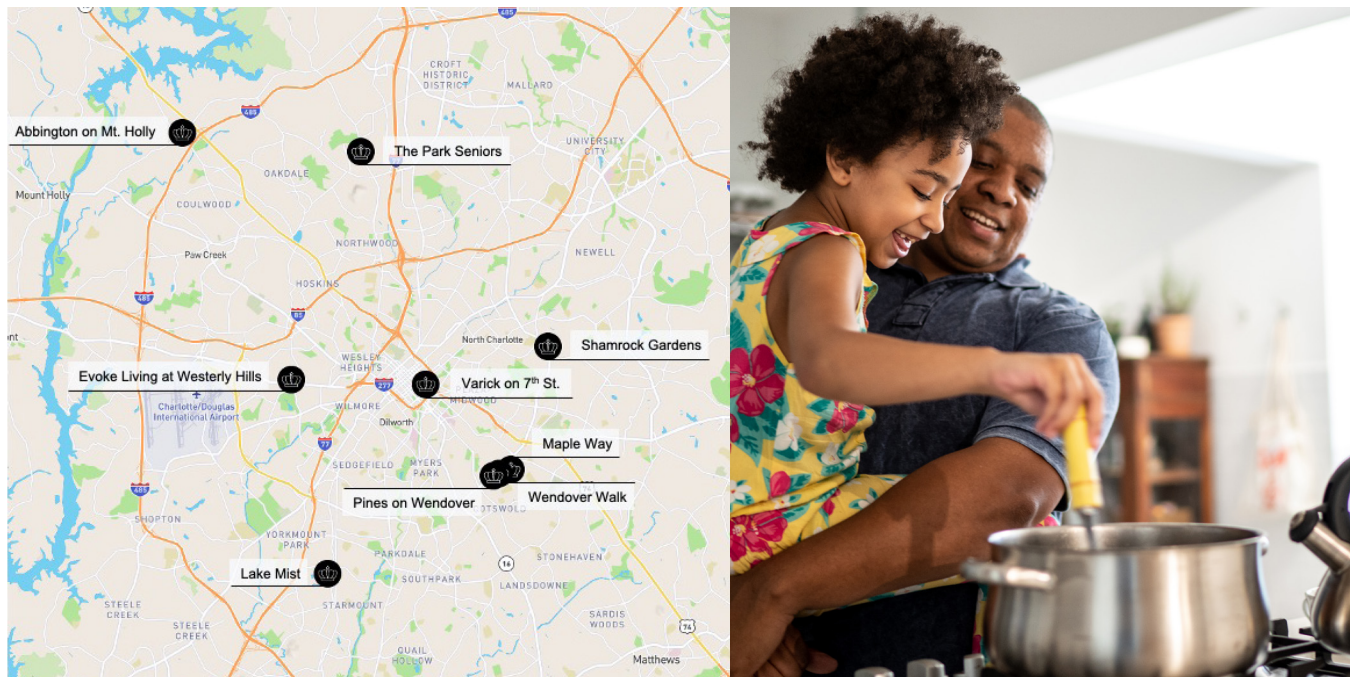 485
CROFT
HISTORIC
DISTRICT
MALLARD
485
Abbington on Mt. Holly
The Park Seniors
77
UNIVERSITY
CITY
OAKDALE
Mount Holly
COULWOOD
NORTHWOOD
Paw Creek
NEWELL
HOSKINS
485
85
North Charlotte
Shamrock Gardens
WESLEY
HEIGHTS
Evoke Living at Westerly Hills
277
Varick on 7th St.
MIDWOOD
Charlotte/Douglas
International Airport
WILMORE
Dilworth
77
Maple Way
SEDGEFIELD
MYERS
PARK
485
Pines on Wendover
Wendover Walk
OTSWOLD
SHOPTON
YORKMOUNT
PARK
PARKDALE
STONEHAVEN
16
Lake Mist
SOUTHPARK
LANSDOWNE
STARMOUNT
STEELE
CREEK
STEELE
CREEK
SARDIS
WOODS
74
QUAIL
HOLLOW
Matthews